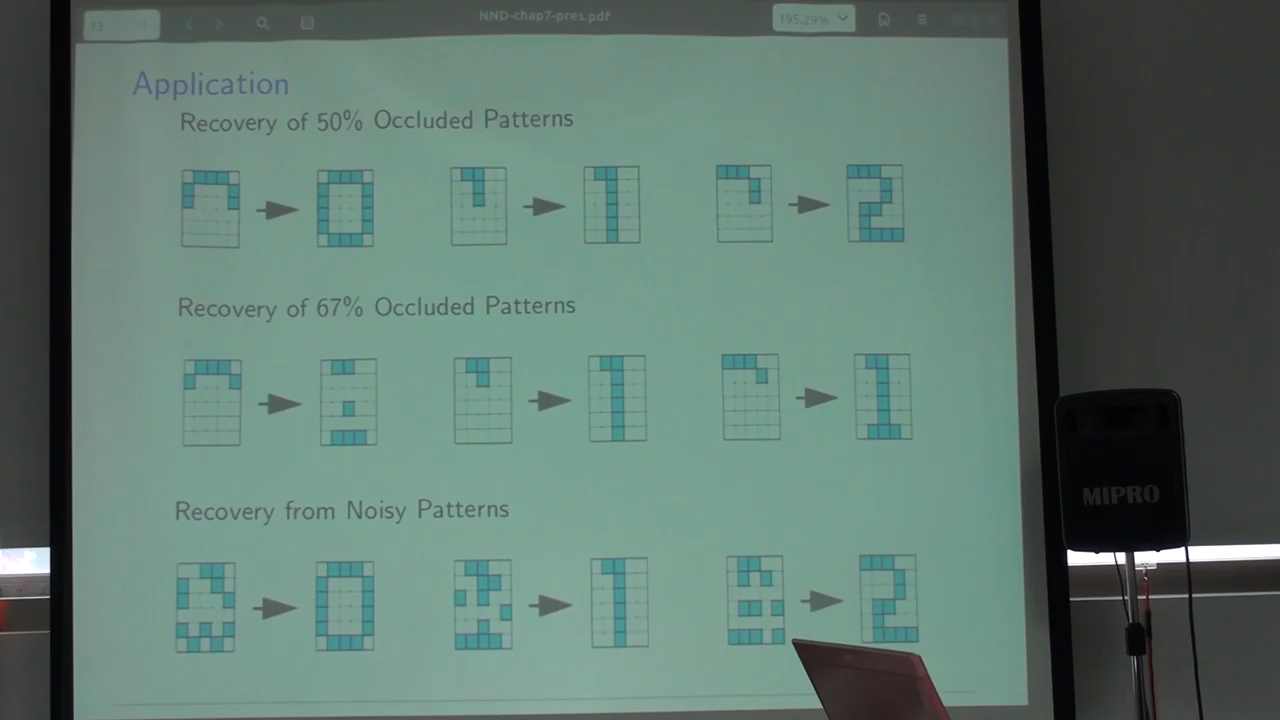 13
NND-chap7-pres.pdf
195.29%
Application
Recovery of 50% Occluded Patterns
Recovery of 67% Occluded Patterns
Recovery from Noisy Patterns
MIPRO